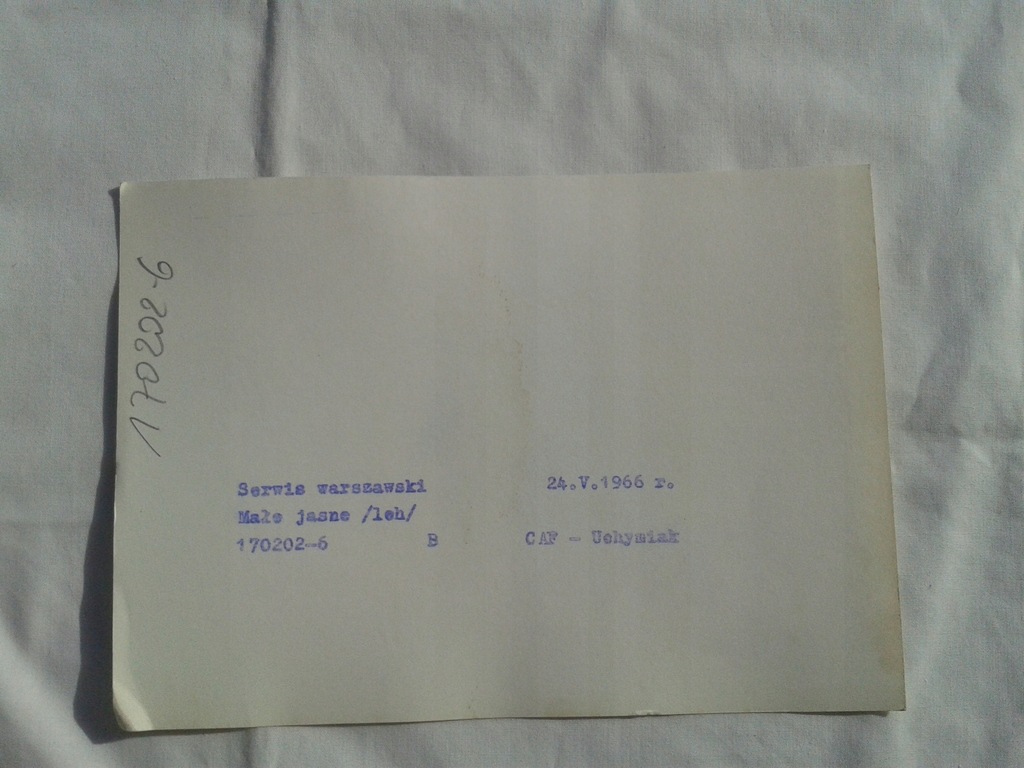 170202-6
Serwis warszawski 24.V.1966 r.
Małe jasne /leh/
170202-6 B CAF - Uchymiak